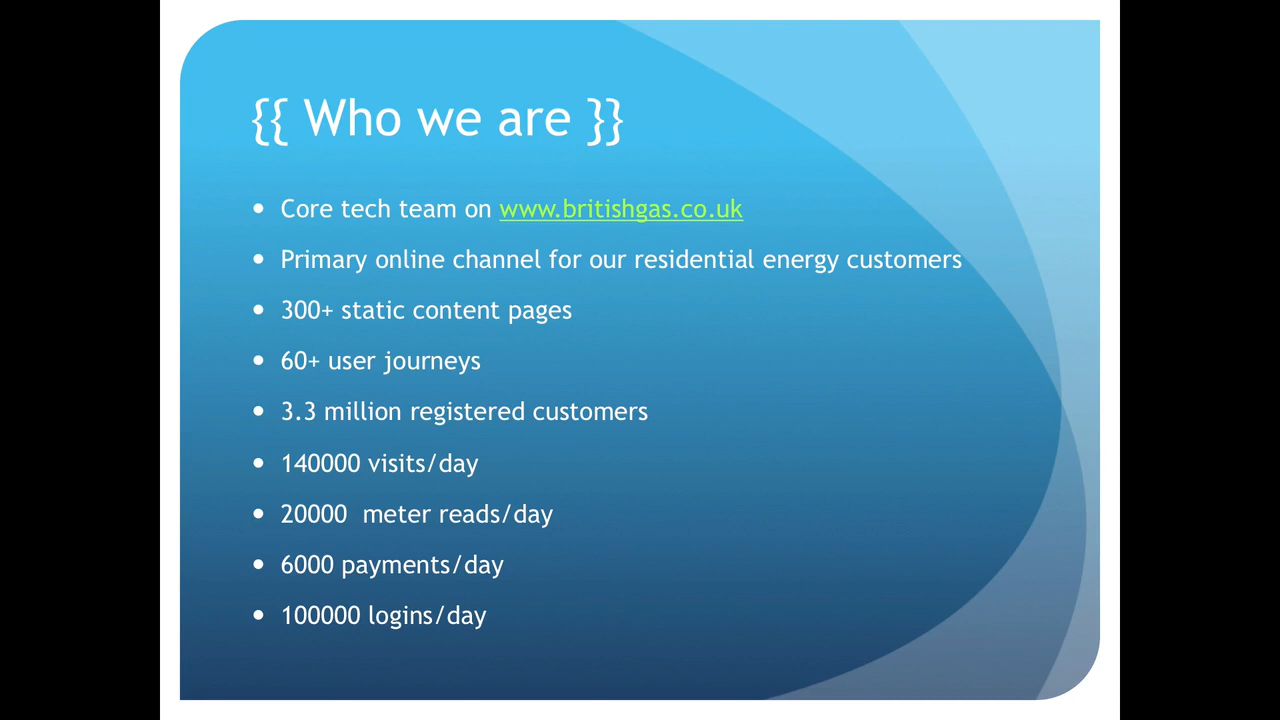 {{ Who we are }}
• Core tech team on www.britishgas.co.uk
• Primary online channel for our residential energy customers
• 300+ static content pages
• 60+ user journeys
• 3.3 million registered customers
• 140000 visits/day
• 20000  meter reads/day
• 6000 payments/day
• 100000 logins/day